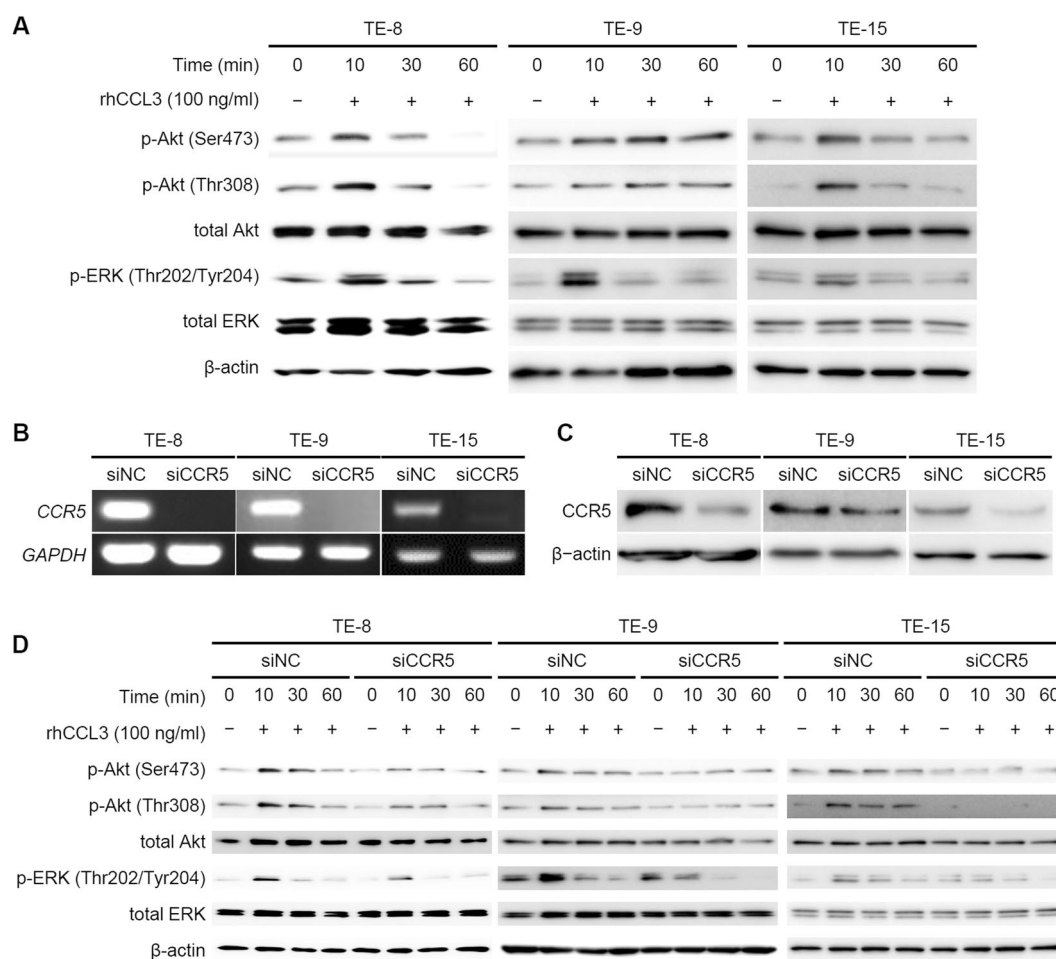 A
TE-8 TE-9 TE-15
Time (min) 0 10 30 60 0 10 30 60 0 10 30 60
rhCCL3 (100 ng/ml) − + + + − + + + − + + +
p-Akt (Ser473)
p-Akt (Thr308)
total Akt
p-ERK (Thr202/Tyr204)
total ERK
β-actin
B
TE-8 TE-9 TE-15
siNC siCCR5 siNC siCCR5 siNC siCCR5
CCR5
GAPDH
C
TE-8 TE-9 TE-15
siNC siCCR5 siNC siCCR5 siNC siCCR5
CCR5
β−actin
D
TE-8 TE-9 TE-15
siNC siCCR5 siNC siCCR5 siNC siCCR5
Time (min) 0 10 30 60 0 10 30 60 0 10 30 60 0 10 30 60 0 10 30 60 0 10 30 60
rhCCL3 (100 ng/ml) − + + + − + + + − + + + − + + + − + + + − + + +
p-Akt (Ser473)
p-Akt (Thr308)
total Akt
p-ERK (Thr202/Tyr204)
total ERK
β-actin